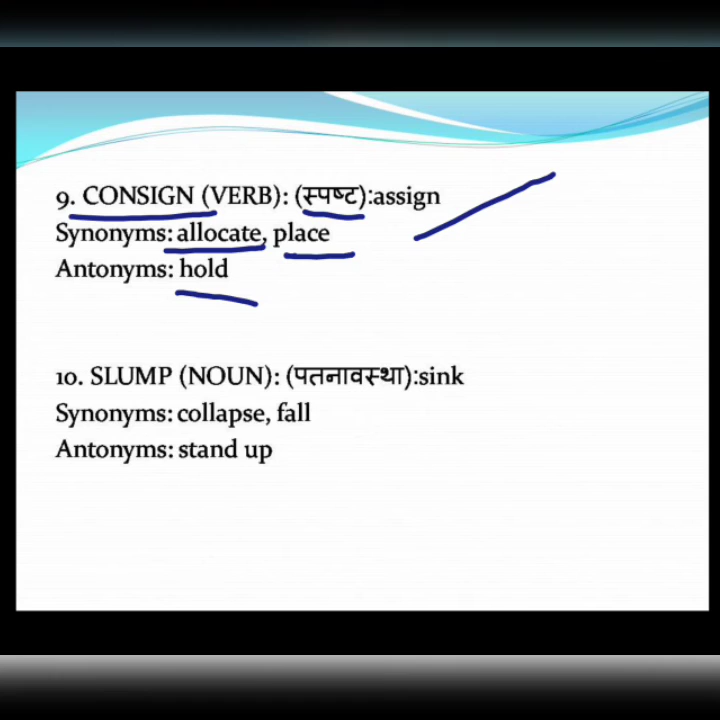 9. CONSIGN (VERB): (स्पष्ट):assign
Synonyms: allocate, place
Antonyms: hold
10. SLUMP (NOUN): (पतनावस्था):sink
Synonyms: collapse, fall
Antonyms: stand up